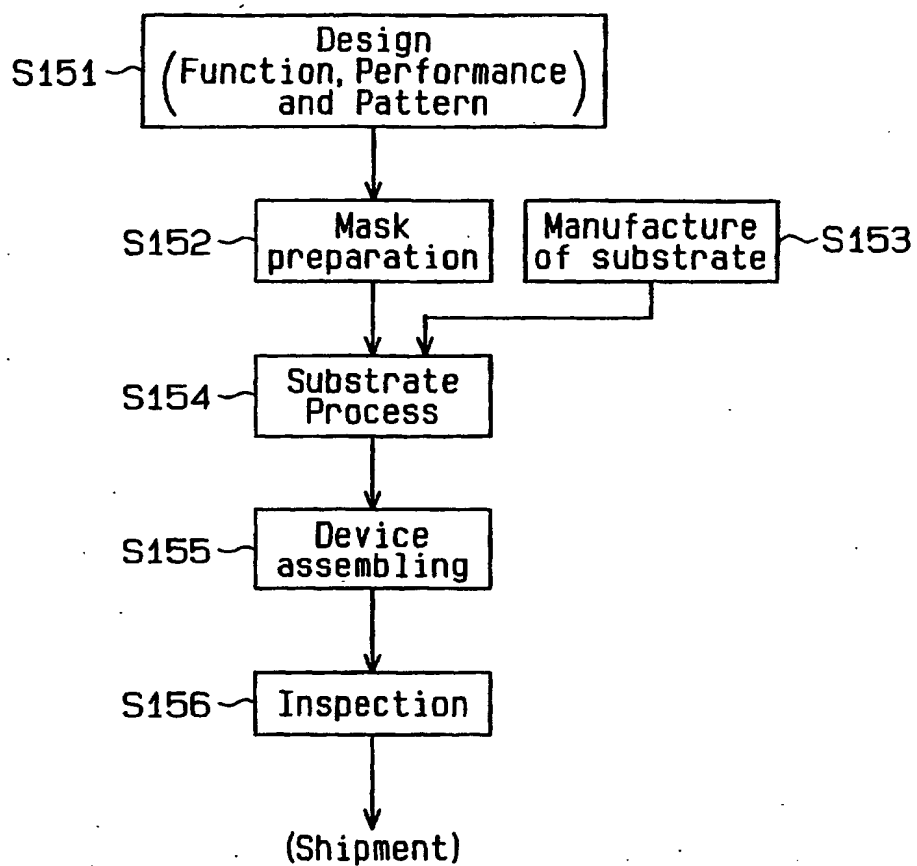 Design
S151
(Function, Performance
and Pattern)
S152
Mask
preparation
Manufacture
of substrate
S153
S154
Substrate
Process
S155
Device
assembling
S156
Inspection
(Shipment)